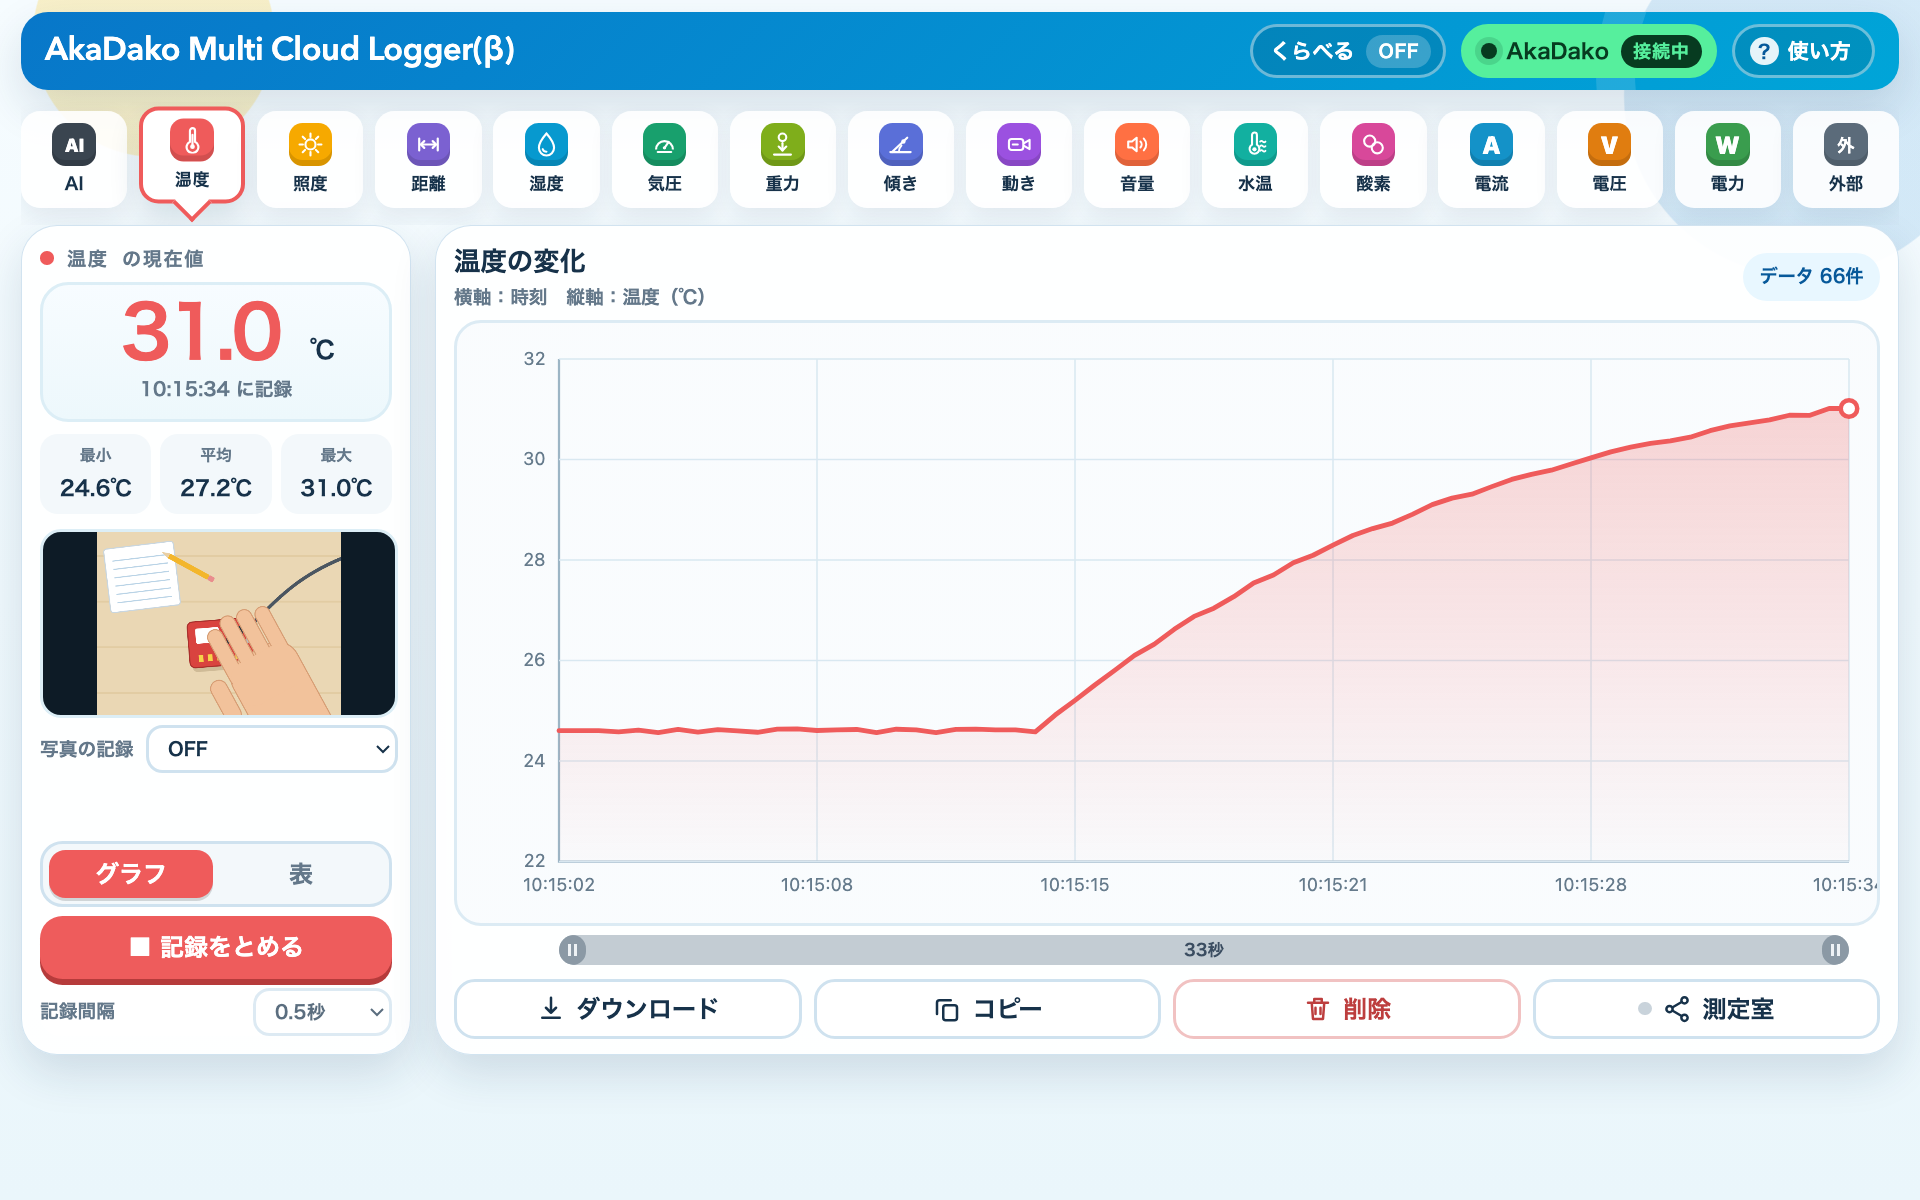 AkaDako Multi Cloud Logger(β)
くらべる OFF
AkaDako 接続中
? 使い方
AI AI
温度
照度
距離
湿度
気圧
重力
傾き
動き
音量
水温
酸素
A 電流
V 電圧
W 電力
外 外部
温度 の現在値
31.0 ℃
10:15:34 に記録
最小 平均 最大
24.6℃ 27.2℃ 31.0℃
写真の記録 OFF
グラフ 表
■ 記録をとめる
記録間隔 0.5秒
温度の変化
横軸：時刻 縦軸：温度（℃）
データ 66件
32
30
28
26
24
22
10:15:02 10:15:08 10:15:15 10:15:21 10:15:28 10:15:34
33秒
ダウンロード
コピー
削除
測定室